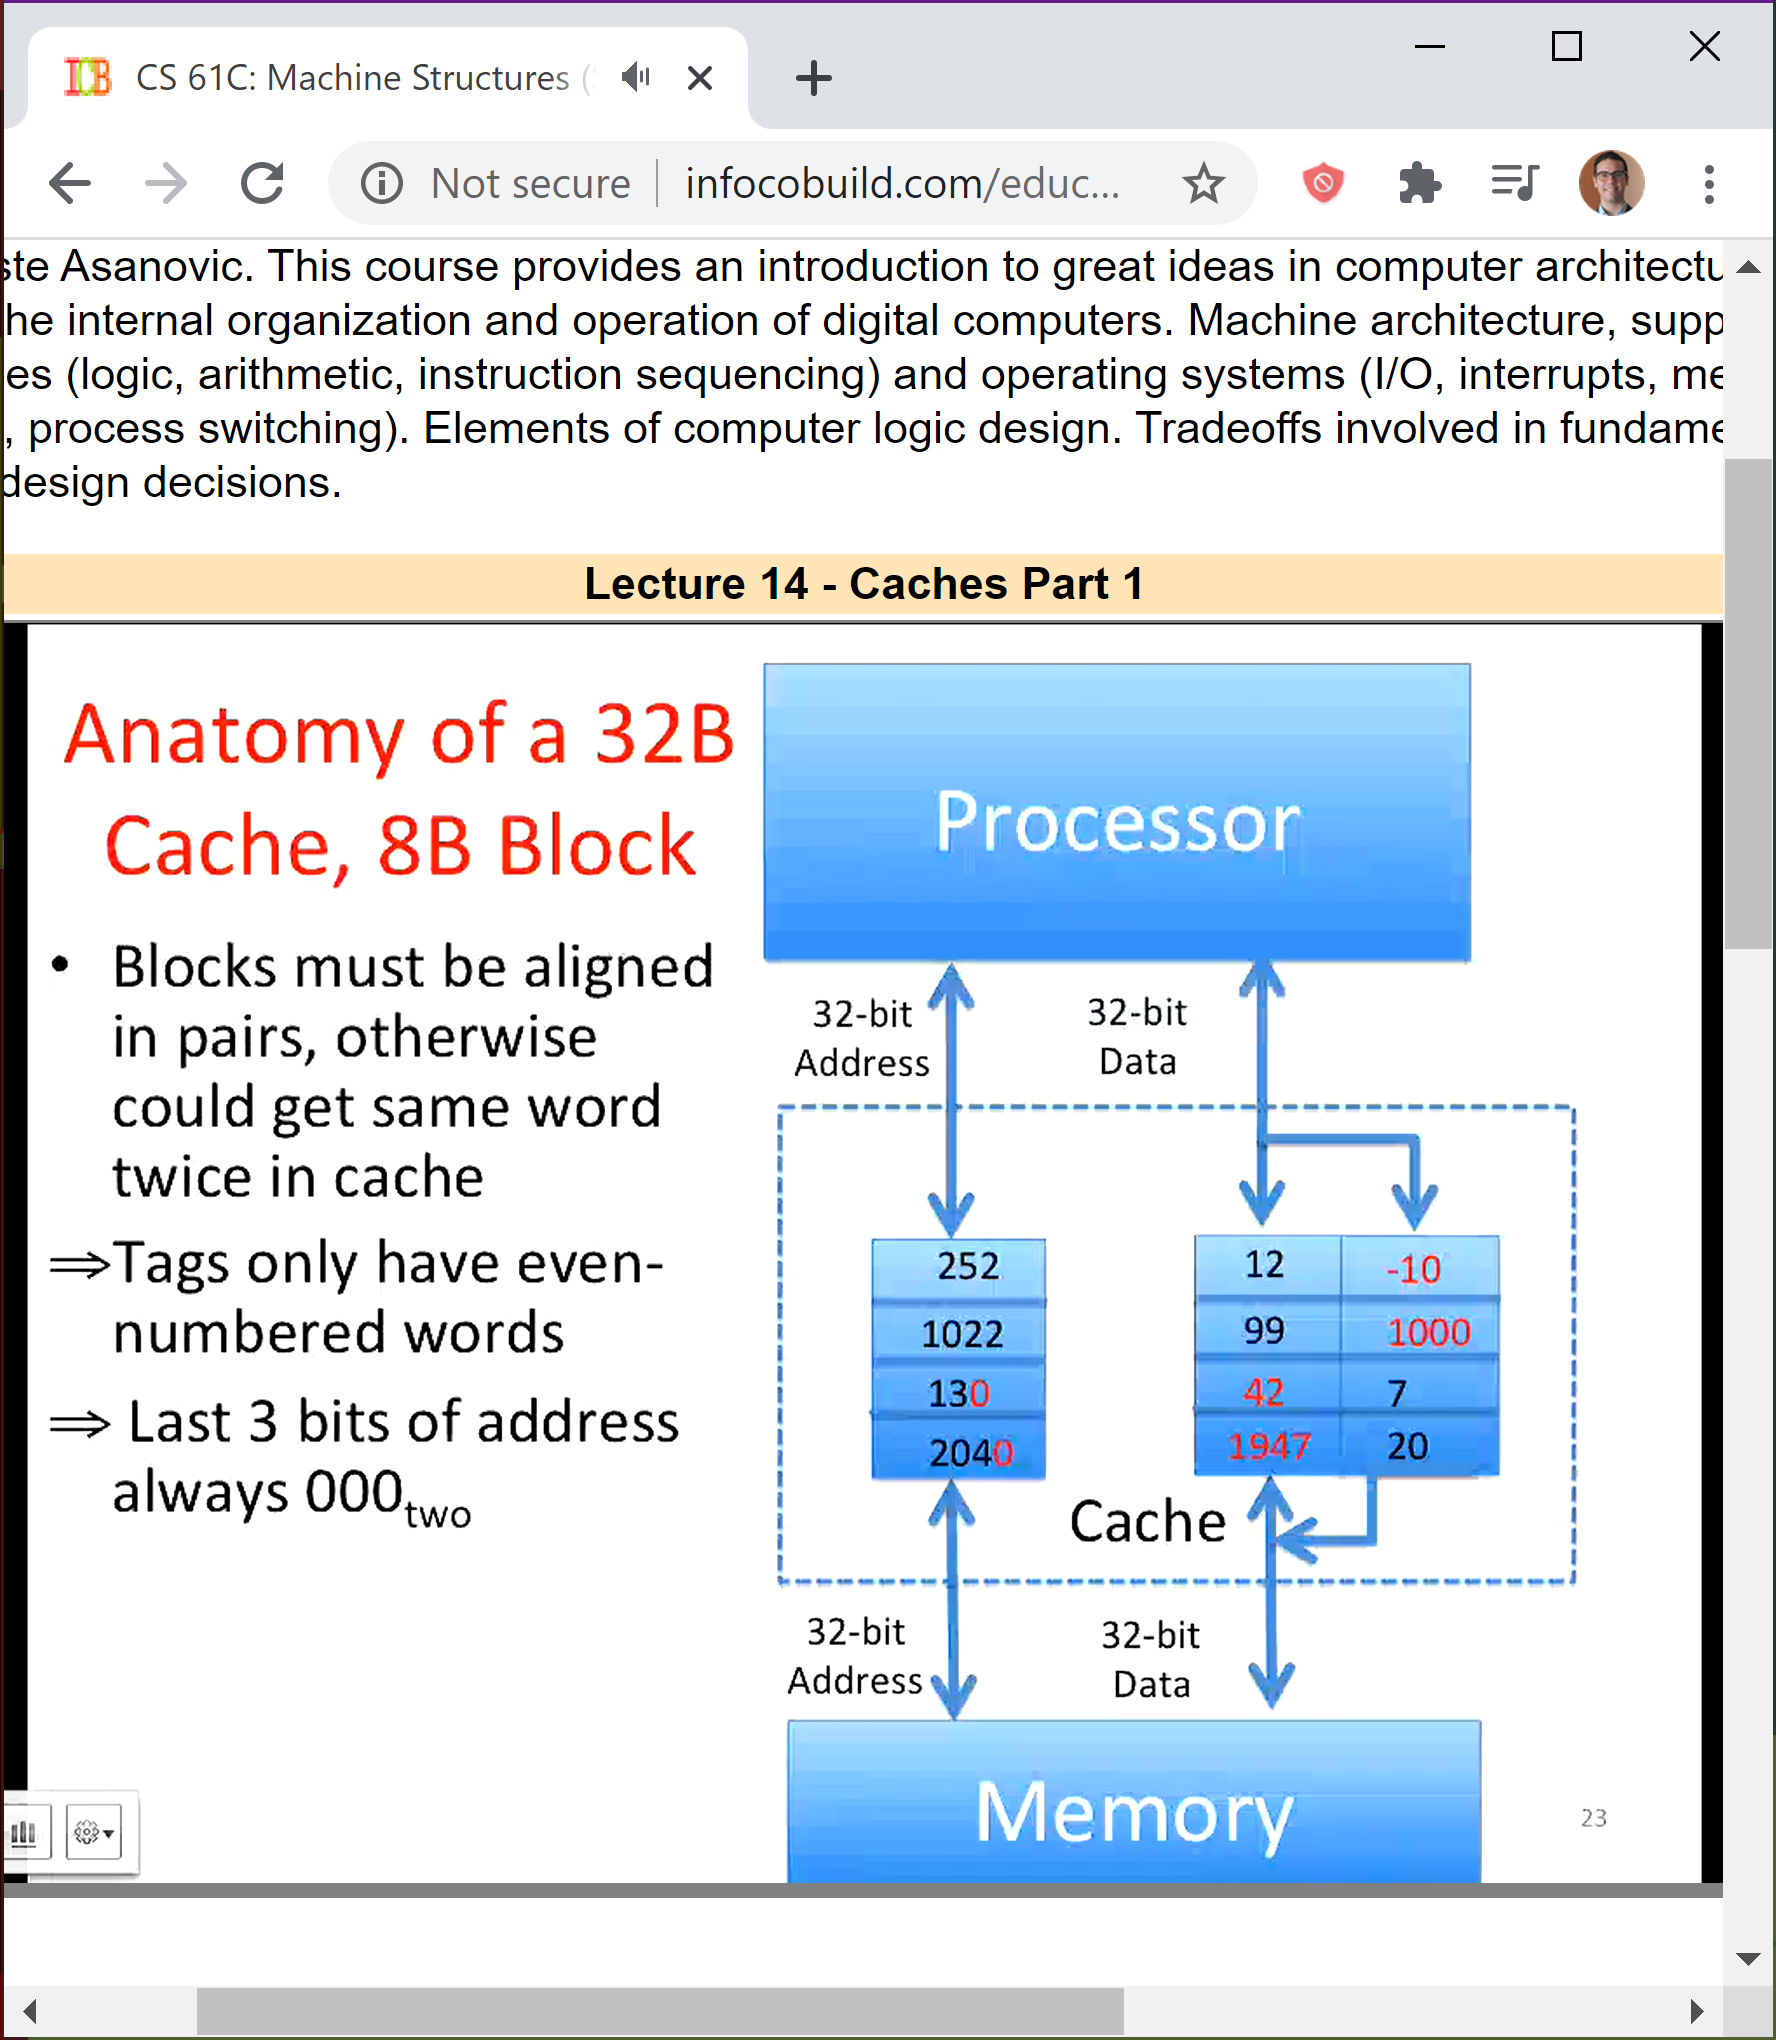 CS 61C: Machine Structures (
Not secure
infocobuild.com/educ...
ste Asanovic. This course provides an introduction to great ideas in computer architectu
he internal organization and operation of digital computers. Machine architecture, supp
es (logic, arithmetic, instruction sequencing) and operating systems (I/O, interrupts, me
, process switching). Elements of computer logic design. Tradeoffs involved in fundame
design decisions.
Lecture 14 - Caches Part 1
Anatomy of a 32B
Cache, 8B Block
• Blocks must be aligned
in pairs, otherwise
could get same word
twice in cache
⇒Tags only have even-
numbered words
⇒ Last 3 bits of address
always 000two
Processor
32-bit
Address
32-bit
Data
252 12 -10
1022 99 1000
130 42 7
2040 1947 20
Cache
32-bit
Address
32-bit
Data
Memory
23